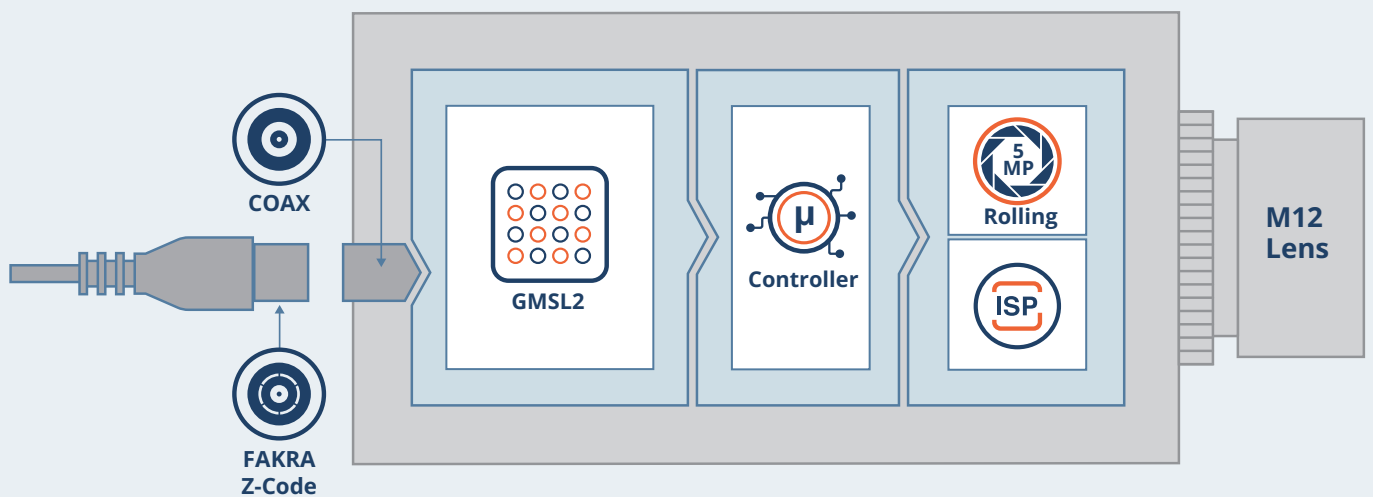 COAX
FAKRA
Z-Code
GMSL2
µ
Controller
5
MP
Rolling
ISP
M12
Lens